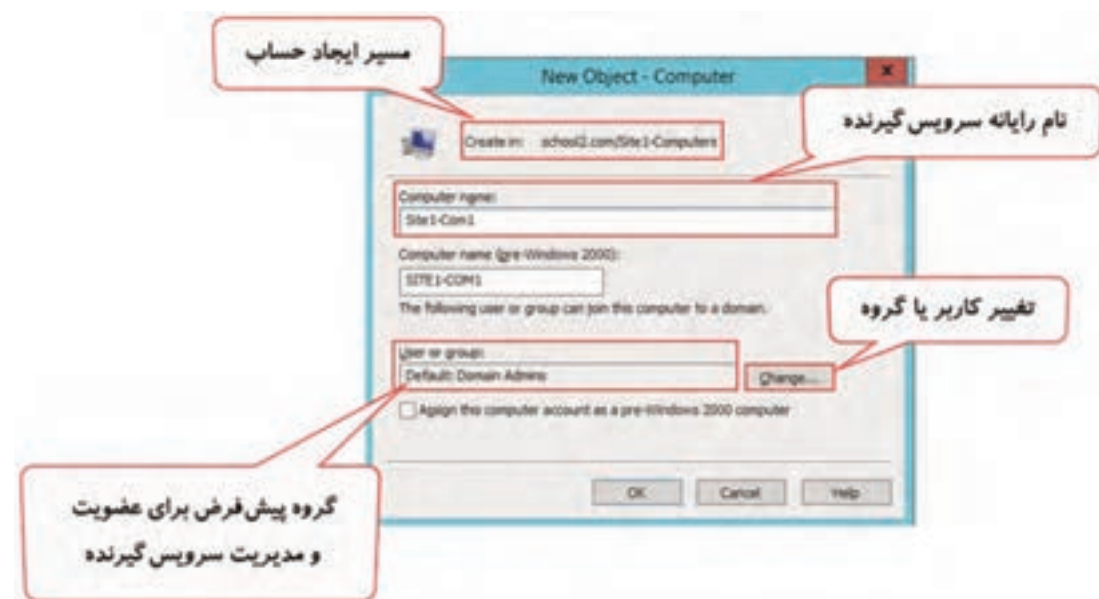 مسیر ایجاد حساب
New Object - Computer
x
نام رایانه سرویس گیرنده
Create in: school2.com/Site1-Computers
Computer name:
Site1-Com1
Computer name (pre-Windows 2000):
SITE1-COM1
The following user or group can join this computer to a domain.
تغییر کاربر یا گروه
User or group:
Default: Domain Admins
Change...
Assign this computer account as a pre-Windows 2000 computer
OK Cancel Help
گروه پیش‌فرض برای عضویت
و مدیریت سرویس گیرنده